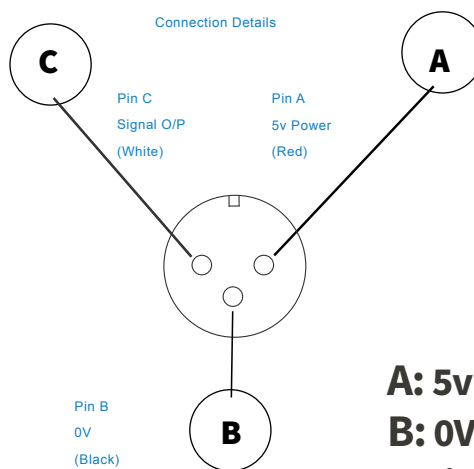 Connection Details
C
A
Pin C
Signal O/P
(White)
Pin A
5v Power
(Red)
Pin B
0V
(Black)
B
A: 5v
B: 0V